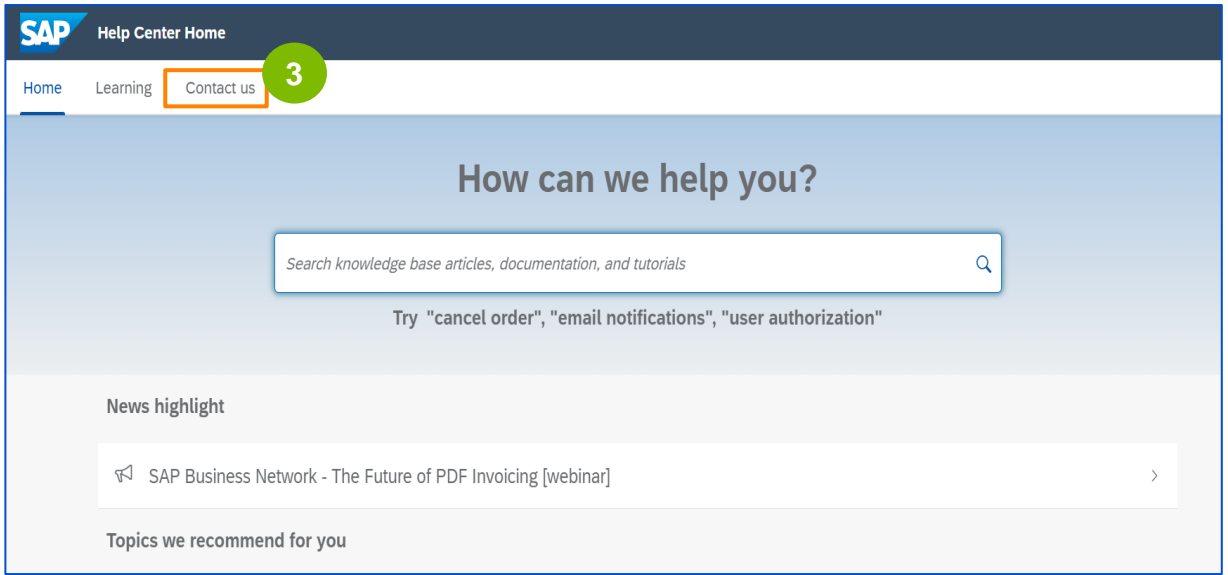 SAP Help Center Home
Home Learning Contact us 3
How can we help you?
Search knowledge base articles, documentation, and tutorials
Try "cancel order", "email notifications", "user authorization"
News highlight
SAP Business Network - The Future of PDF Invoicing [webinar]
Topics we recommend for you